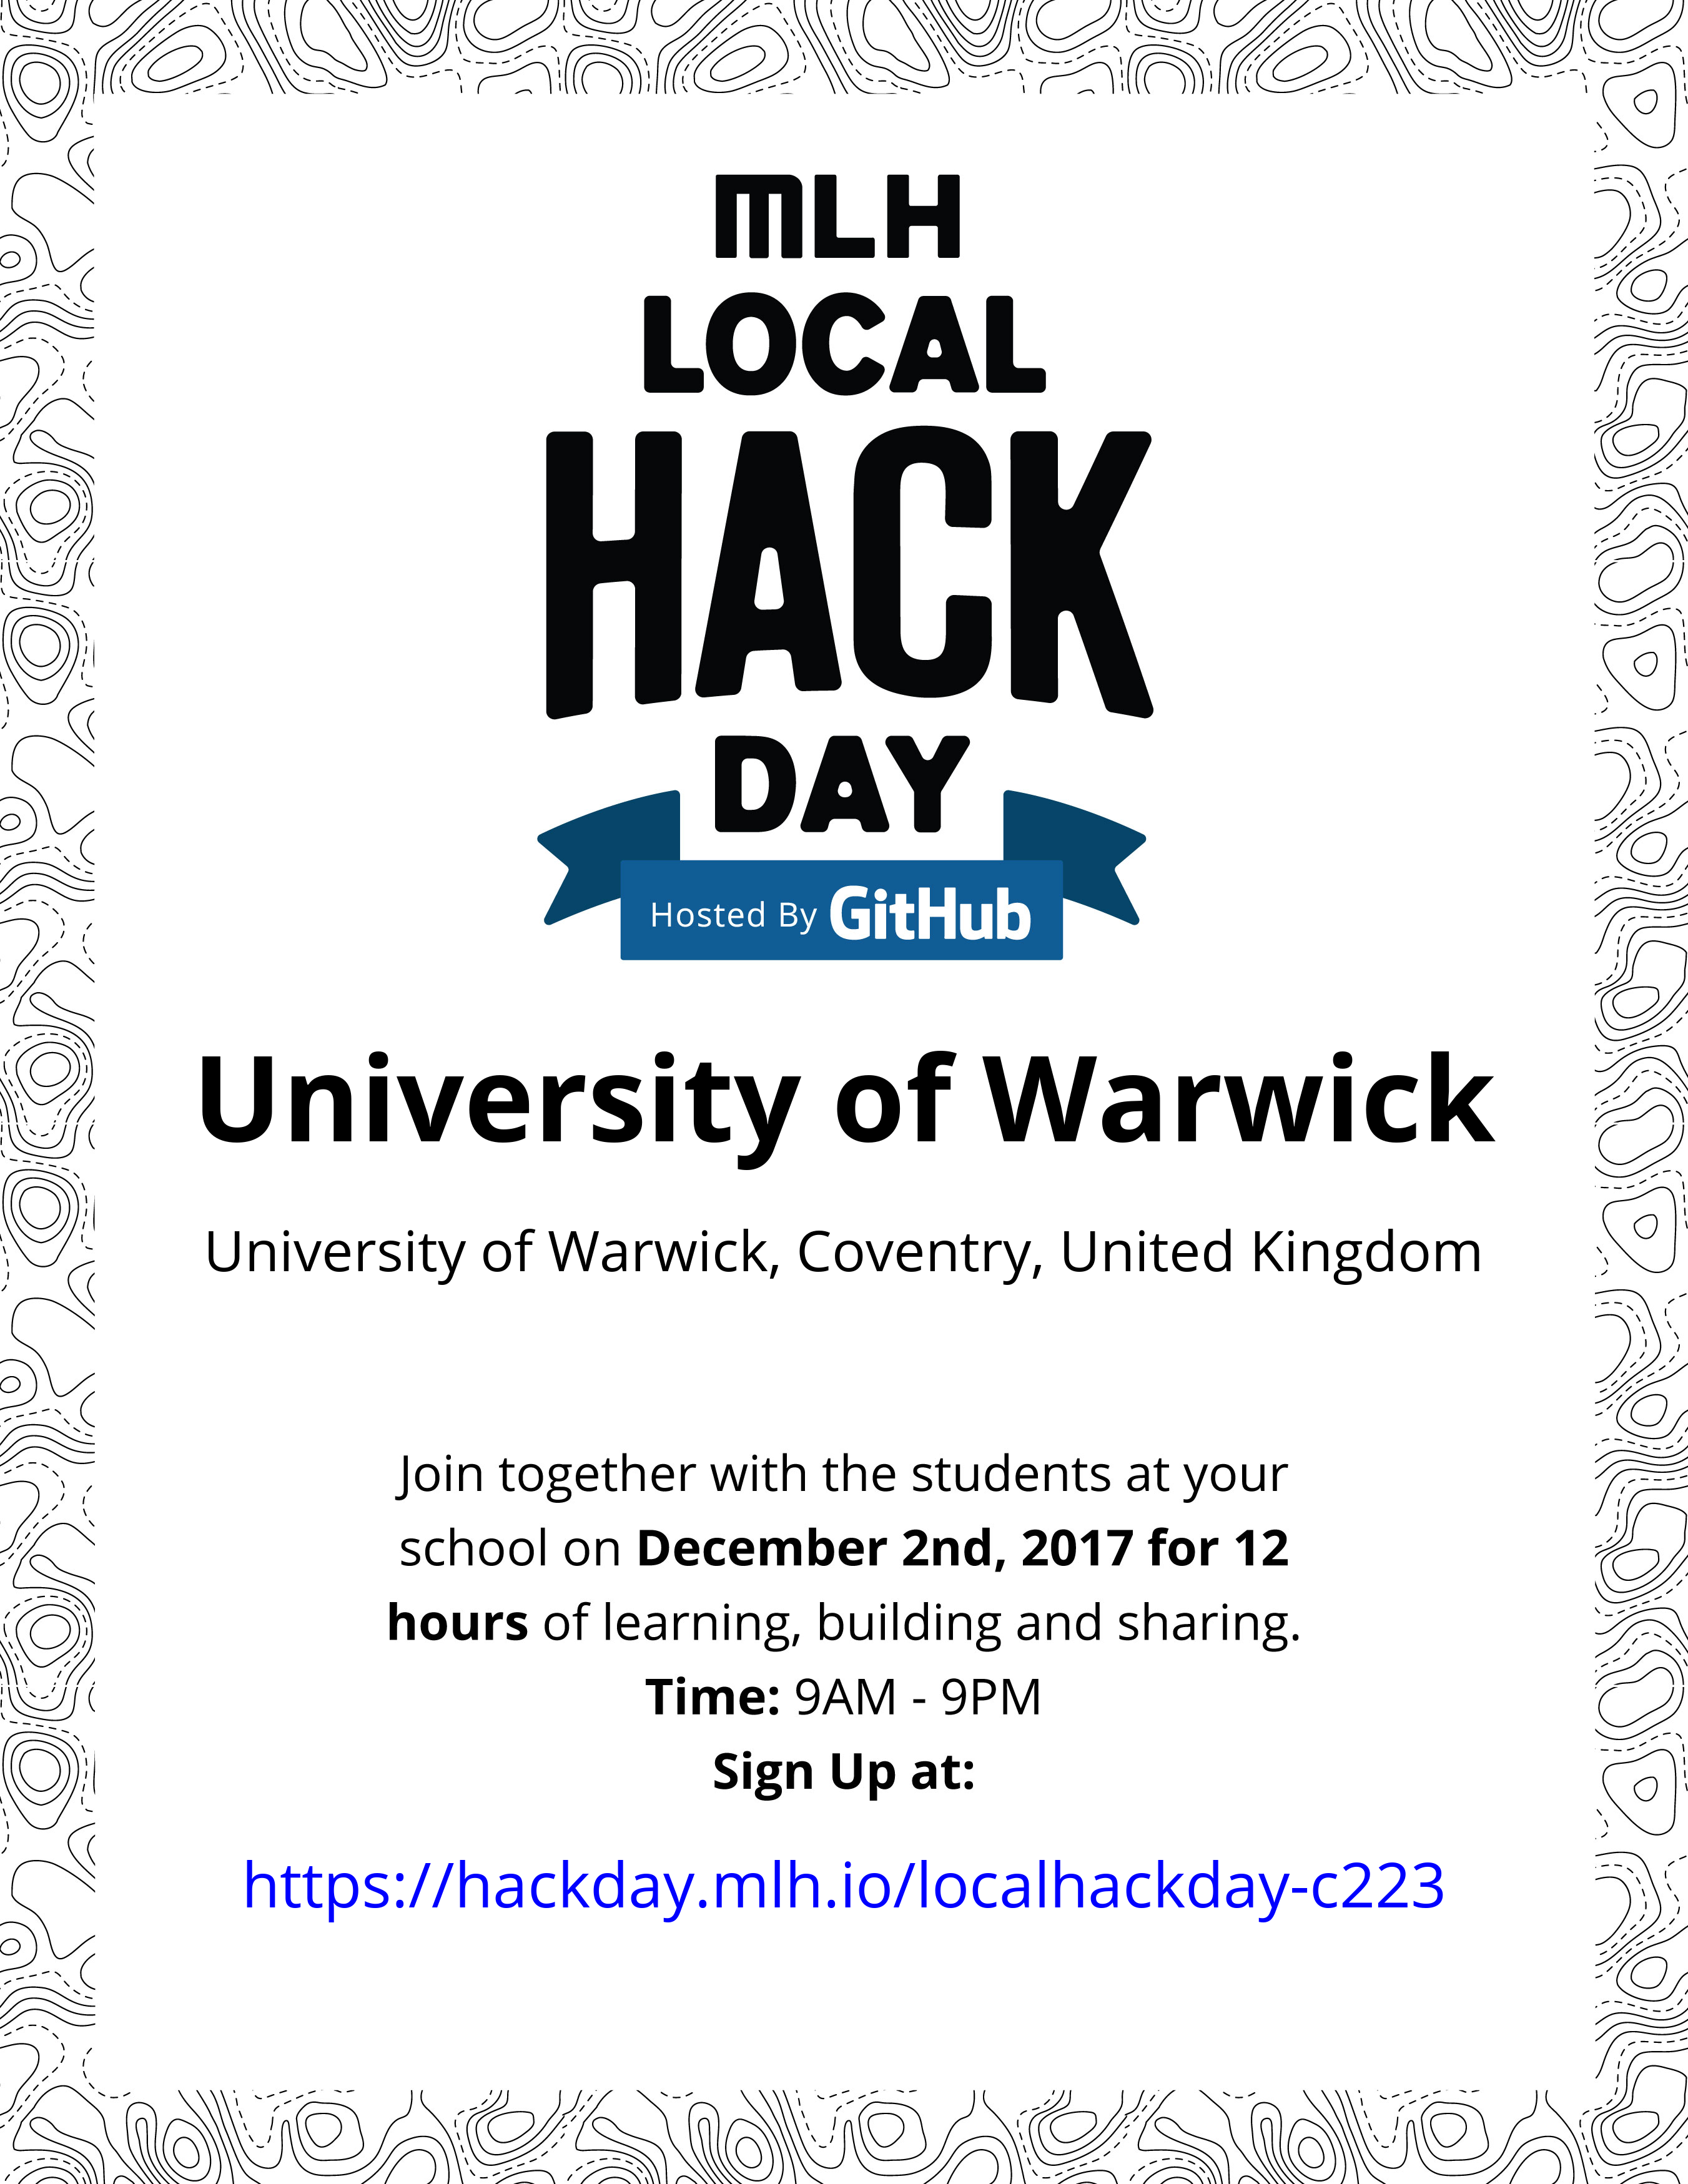 MLH
LOCAL
HACK
DAY
Hosted By GitHub
University of Warwick
University of Warwick, Coventry, United Kingdom
Join together with the students at your
school on December 2nd, 2017 for 12
hours of learning, building and sharing.
Time: 9AM - 9PM
Sign Up at:
https://hackday.mlh.io/localhackday-c223